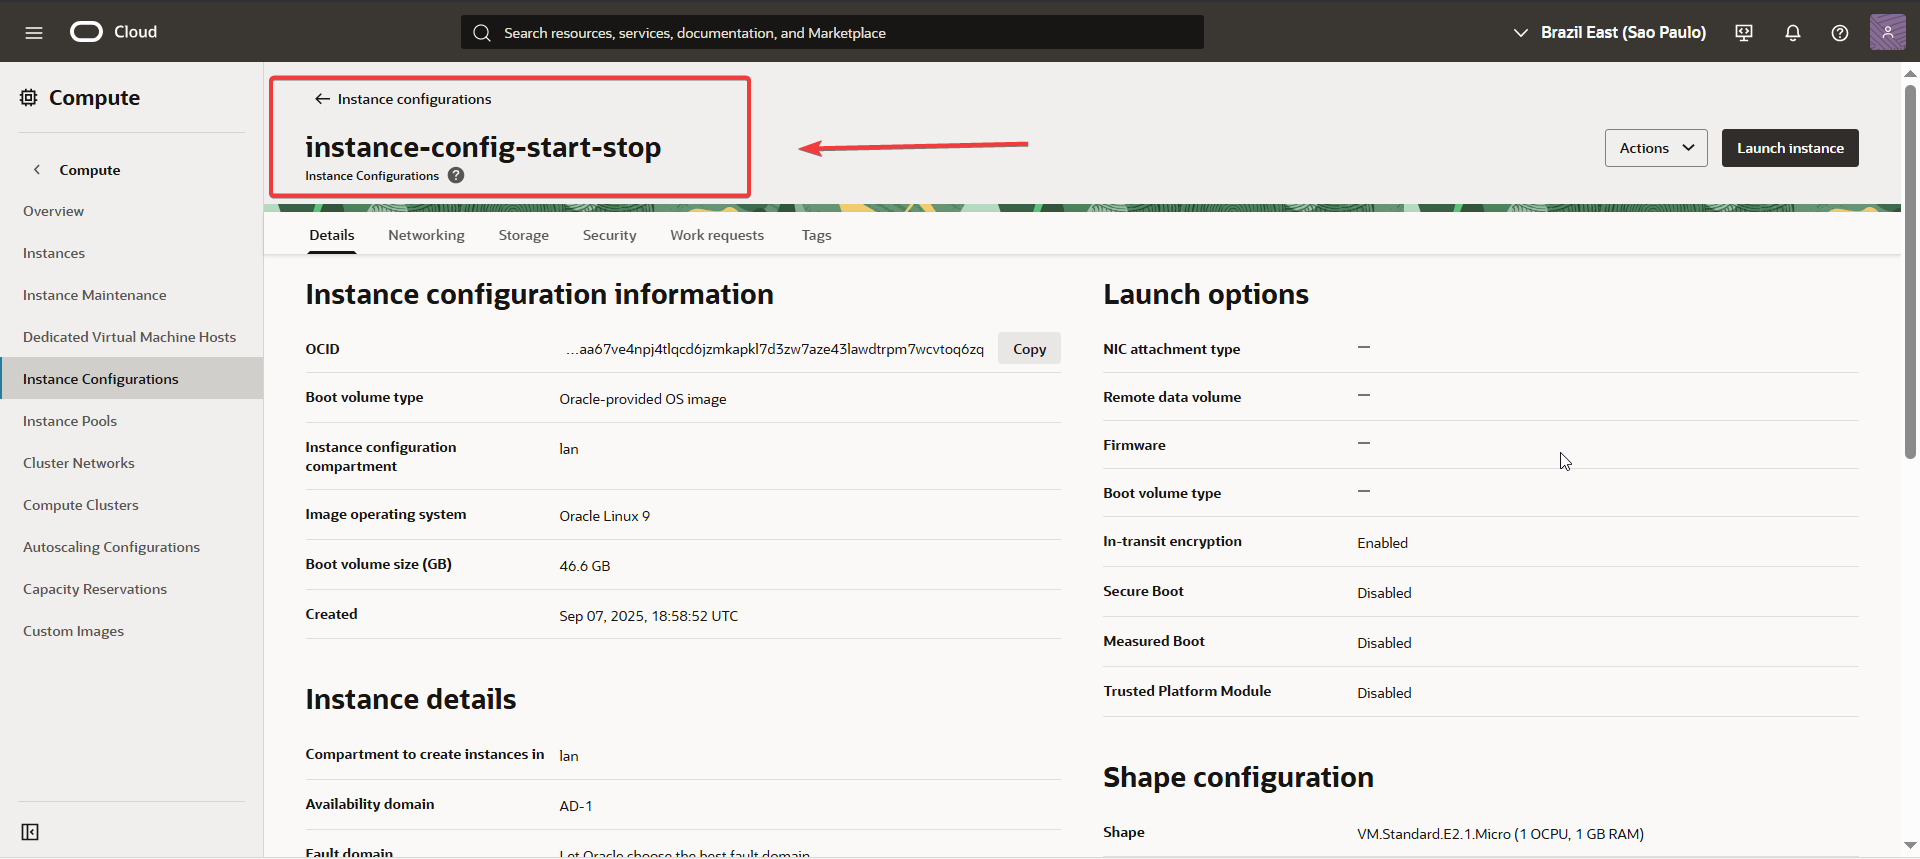 Cloud
Search resources, services, documentation, and Marketplace
Brazil East (Sao Paulo)
Compute
Compute
Overview
Instances
Instance Maintenance
Dedicated Virtual Machine Hosts
Instance Configurations
Instance Pools
Cluster Networks
Compute Clusters
Autoscaling Configurations
Capacity Reservations
Custom Images
Instance configurations
instance-config-start-stop
Instance Configurations ?
Actions
Launch instance
Details Networking Storage Security Work requests Tags
Instance configuration information
OCID ...aa67ve4npj4tlqcd6jzmkapkl7d3zw7aze43lawdtrpm7wcvtoq6zq Copy
Boot volume type Oracle-provided OS image
Instance configuration
compartment
lan
Image operating system Oracle Linux 9
Boot volume size (GB) 46.6 GB
Created Sep 07, 2025, 18:58:52 UTC
Instance details
Compartment to create instances in lan
Availability domain AD-1
Fault domain Let Oracle choose the best fault domain
Launch options
NIC attachment type —
Remote data volume —
Firmware —
Boot volume type —
In-transit encryption Enabled
Secure Boot Disabled
Measured Boot Disabled
Trusted Platform Module Disabled
Shape configuration
Shape VM.Standard.E2.1.Micro (1 OCPU, 1 GB RAM)